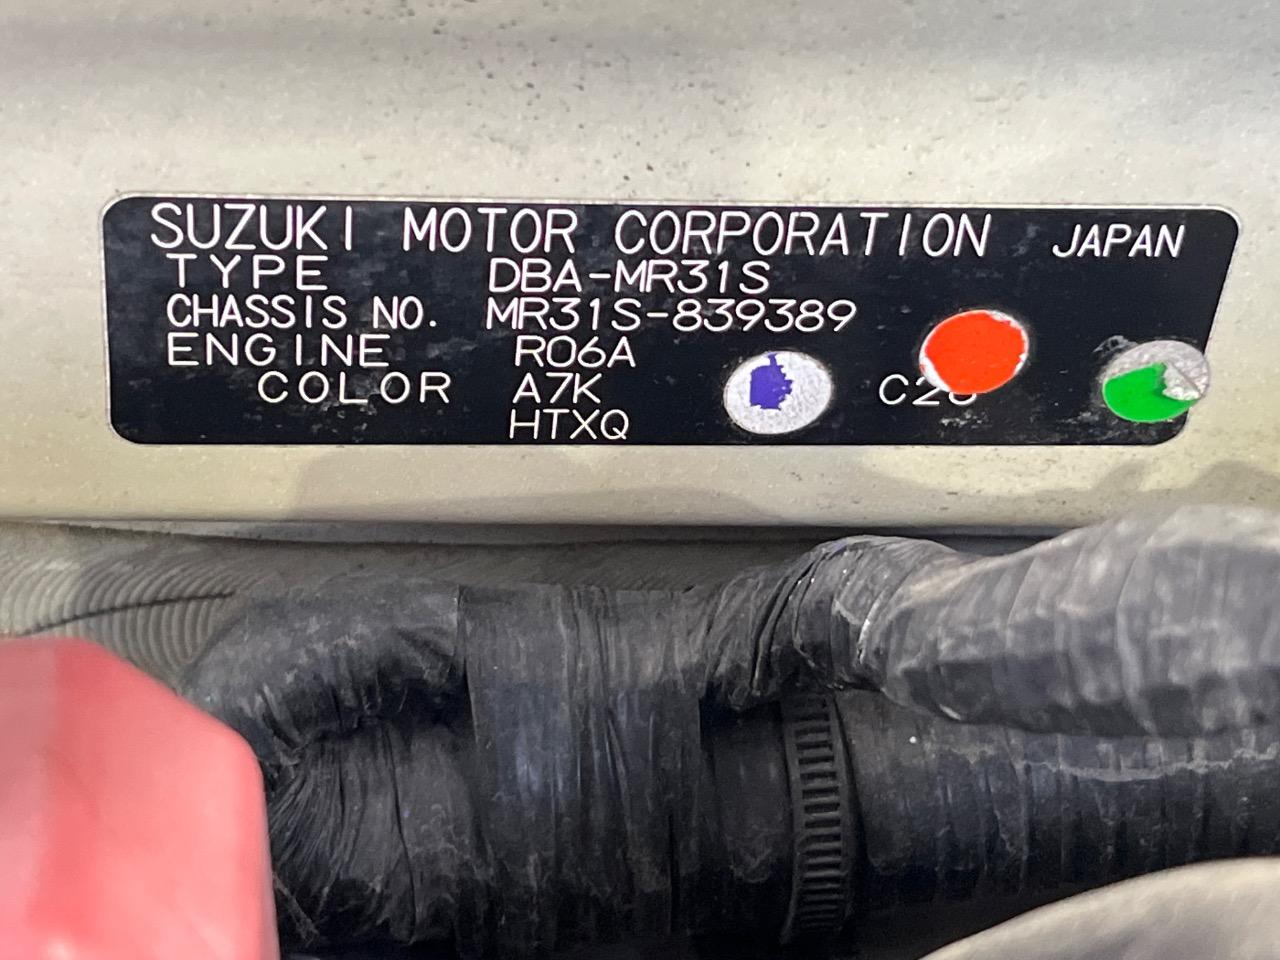 SUZUKI MOTOR CORPORATION JAPAN
TYPE DBA-MR31S
CHASSIS NO. MR31S-839389
ENGINE R06A
COLOR A7K
HTXQ